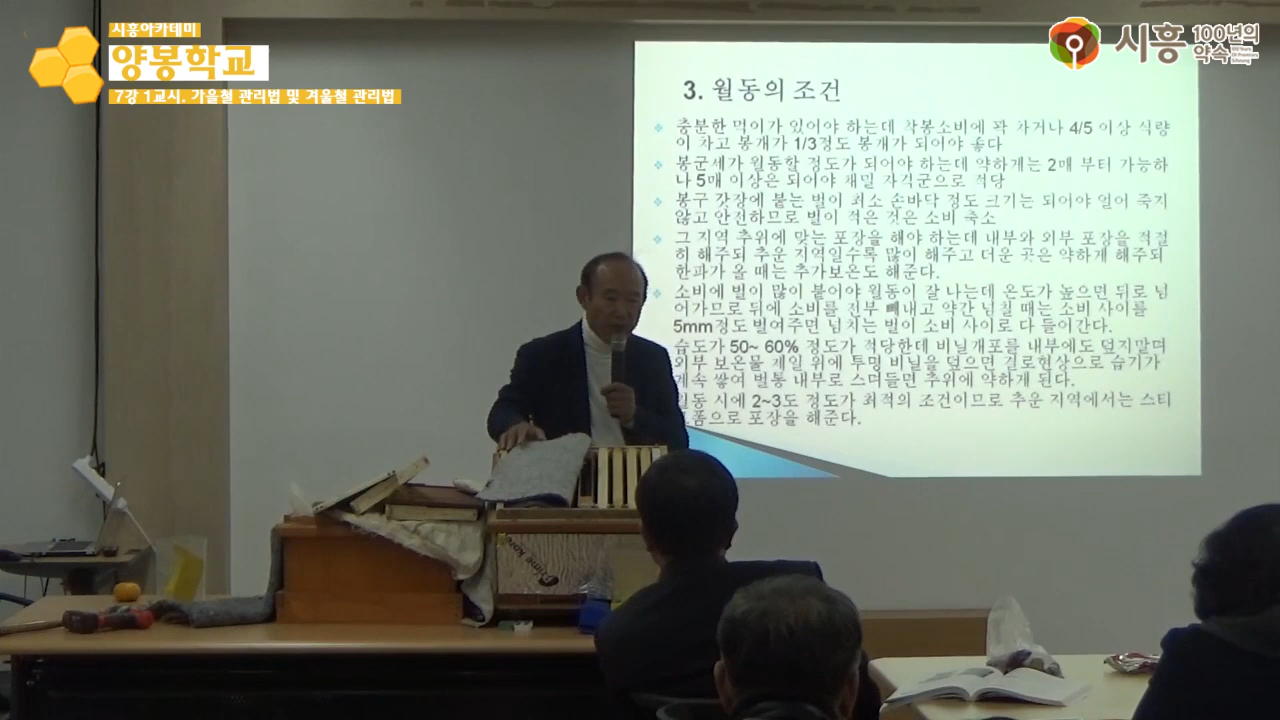 시흥아카데미
양봉학교
7강 1교시. 가을철 관리법 및 겨울철 관리법
시흥 100년의 약속
3. 월동의 조건
충분한 먹이가 있어야 하는데 착봉소비에 꽉 차거나 4/5 이상 식량
이 차고 봉개가 1/3정도 봉개가 되어야 좋다
봉군세가 월동할 정도가 되어야 하는데 약하게는 2매 부터 가능하
나 5매 이상은 되어야 채밀 자격군으로 적당
봉구 갓장에 붙는 벌이 최소 손바닥 정도 크기는 되어야 얼어 죽지
않고 안전하므로 벌이 적은 것은 소비 축소
그 지역 추위에 맞는 포장을 해야 하는데 내부와 외부 포장을 적절
히 해주되 추운 지역일수록 많이 해주고 더운 곳은 약하게 해주되
한파가 올 때는 추가보온도 해준다.
소비에 벌이 많이 붙어야 월동이 잘 나는데 온도가 높으면 뒤로 넘
어가므로 뒤에 소비를 전부 빼내고 약간 넘칠 때는 소비 사이를
5mm정도 벌여주면 넘치는 벌이 소비 사이로 다 들어간다.
습도가 50~ 60% 정도가 적당한데 비닐개포를 내부에도 덮지말며
외부 보온물 제일 위에 투명 비닐을 덮으면 결로현상으로 습기가
계속 쌓여 벌통 내부로 스며들면 추위에 약하게 된다.
월동 시에 2~3도 정도가 최적의 조건이므로 추운 지역에서는 스티
로폼으로 포장을 해준다.
Prime kore